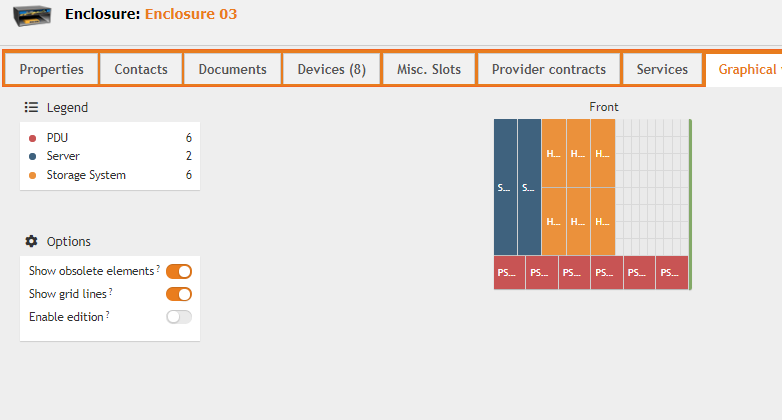 Enclosure: Enclosure 03
Properties
Contacts
Documents
Devices (8)
Misc. Slots
Provider contracts
Services
Graphical
Legend
PDU 6
Server 2
Storage System 6
Options
Show obsolete elements ?
Show grid lines ?
Enable edition ?
Front
S... S... H... H... H...
H... H... H...
PS... PS... PS... PS... PS... PS...